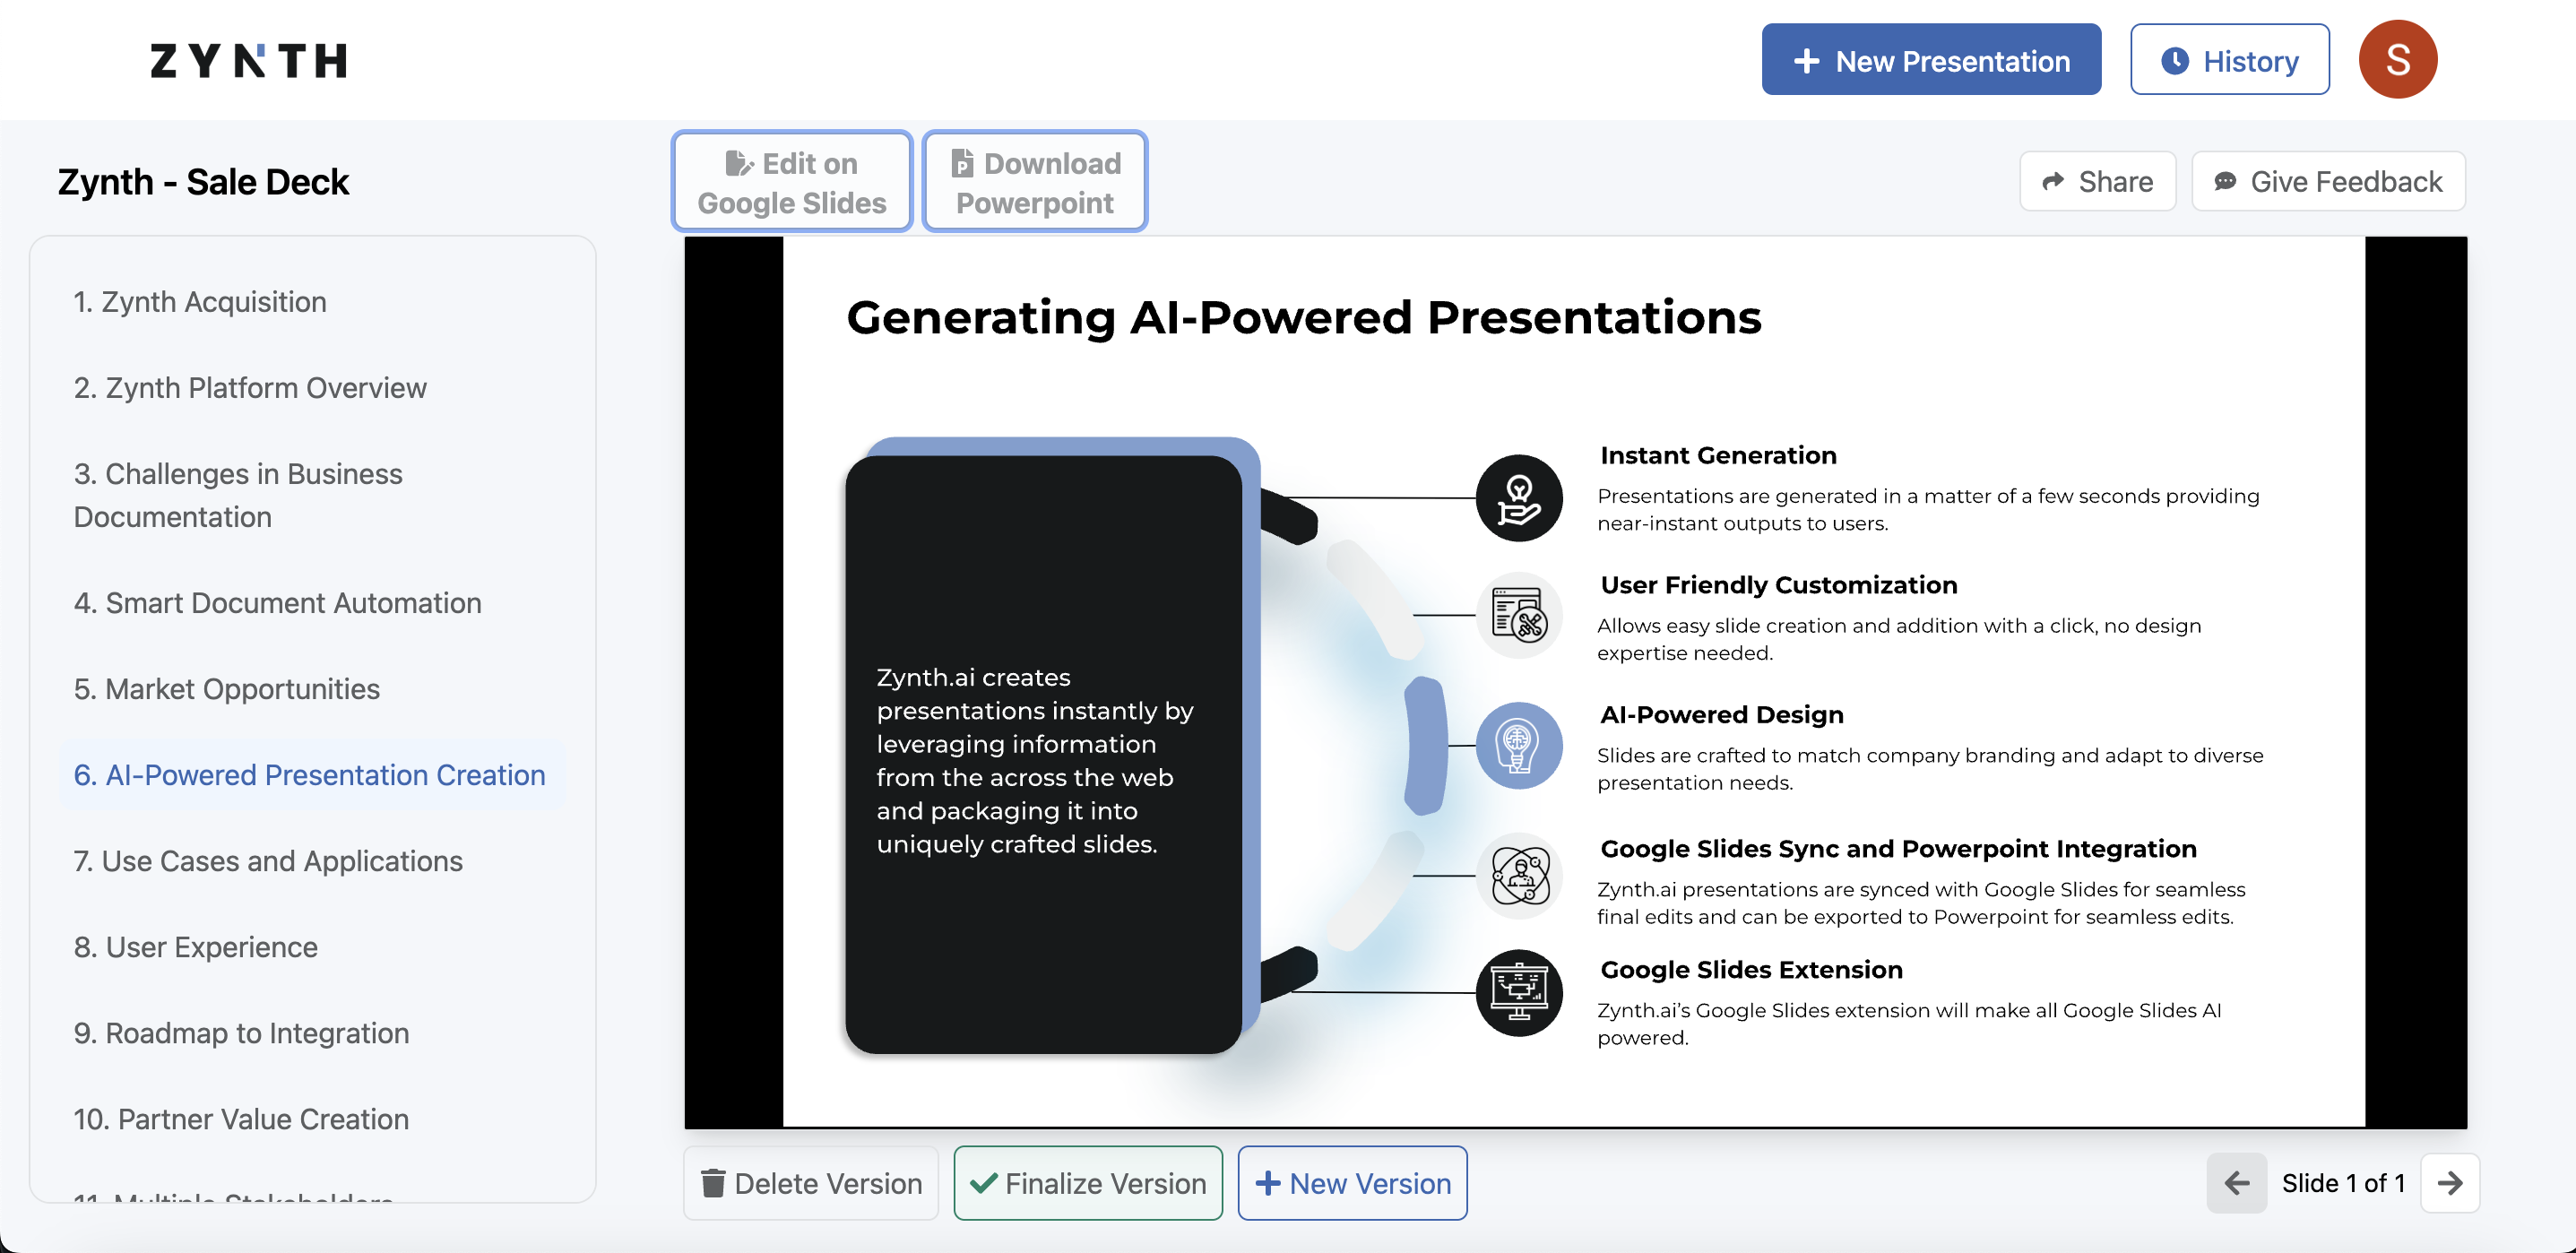 ZYNTH
New Presentation
History
S
Zynth - Sale Deck
Edit on
Google Slides
Download
Powerpoint
Share
Give Feedback
1. Zynth Acquisition
2. Zynth Platform Overview
3. Challenges in Business
Documentation
4. Smart Document Automation
5. Market Opportunities
6. AI-Powered Presentation Creation
7. Use Cases and Applications
8. User Experience
9. Roadmap to Integration
10. Partner Value Creation
11. Multiple Stakeholders
Generating AI-Powered Presentations
Zynth.ai creates
presentations instantly by
leveraging information
from the across the web
and packaging it into
uniquely crafted slides.
Instant Generation
Presentations are generated in a matter of a few seconds providing
near-instant outputs to users.
User Friendly Customization
Allows easy slide creation and addition with a click, no design
expertise needed.
AI-Powered Design
Slides are crafted to match company branding and adapt to diverse
presentation needs.
Google Slides Sync and Powerpoint Integration
Zynth.ai presentations are synced with Google Slides for seamless
final edits and can be exported to Powerpoint for seamless edits.
Google Slides Extension
Zynth.ai’s Google Slides extension will make all Google Slides AI
powered.
Delete Version
Finalize Version
New Version
Slide 1 of 1